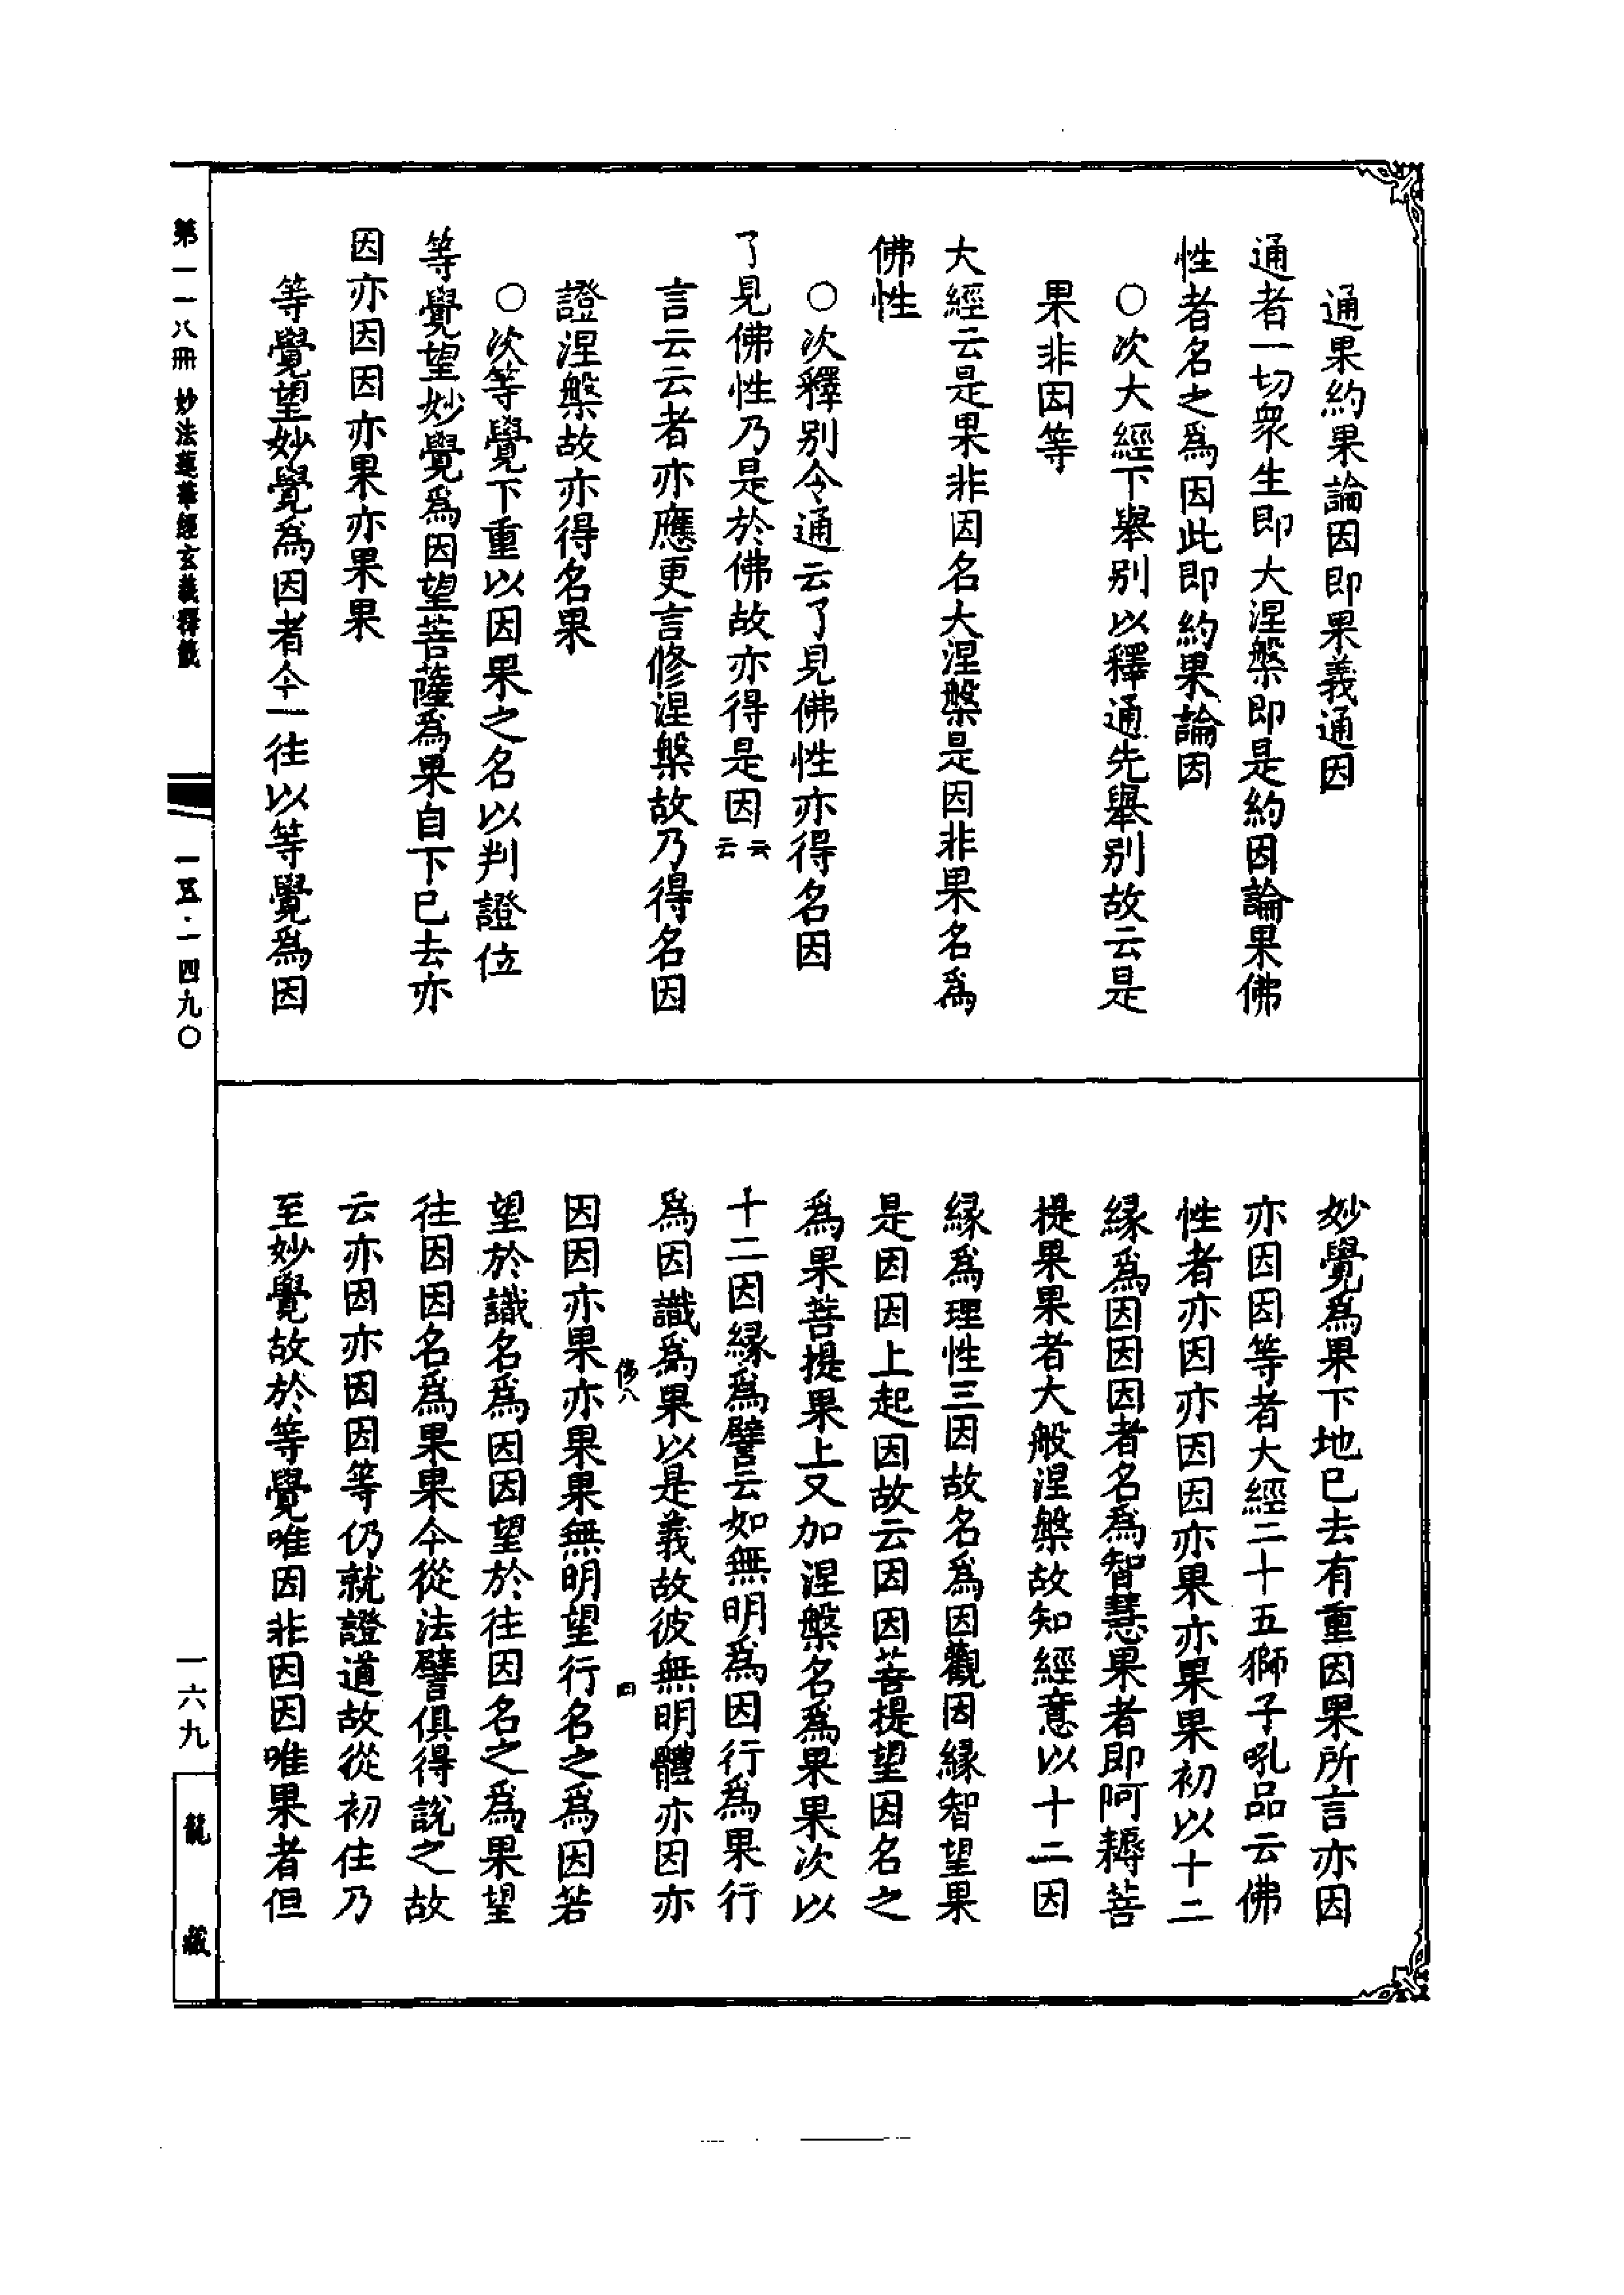 通果約果論因即果義通因
通者一切衆生即大涅槃即是約因論果佛
性者名之爲因此即約果論因
○次大經下舉别以釋通先舉别故云是
果非因等
大經云是果非因名大涅槃是因非果名爲
佛性
○次釋别令通云了見佛性亦得名因
了見佛性乃是於佛故亦得是因云云
言云云者亦應更言修涅槃故乃得名因
證涅槃故亦得名果
○次等覺下重以因果之名以判證位
等覺望妙覺爲因望菩薩爲果自下已去亦
因亦因因亦果亦果果
等覺望妙覺爲因者今一往以等覺爲因
妙覺爲果下地已去有重因果所言亦因
亦因因等者大經二十五獅子吼品云佛
性者亦因亦因因亦果亦果果初以十二
緣爲因因因者名爲智慧果者即阿耨菩
提果果者大般涅槃故知經意以十二因
緣爲理性三因故名爲因觀因緣智望果
是因因上起因故云因因菩提望因名之
爲果菩提果上又加涅槃名爲果果次以
十二因緣爲譬云如無明爲因行爲果行
爲因識爲果以是義故彼無明體亦因亦
佛八
四
因因亦果亦果果無明望行名之爲因若
望於識名爲因因望於往因名之爲果望
往因因名爲果果今從法譬俱得說之故
云亦因亦因因等仍就證道故從初住乃
至妙覺故於等覺唯因非因因唯果者但
第一一八冊 妙法蓮華經玄義釋籤
一五·一四九〇
一六九
龍藏